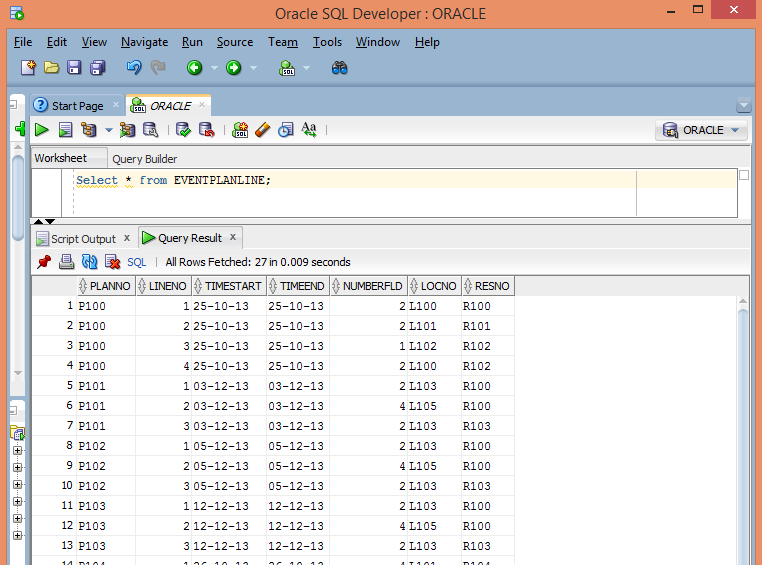 Oracle SQL Developer : ORACLE
File Edit View Navigate Run Source Team Tools Window Help
Start Page ORACLE
ORACLE
Worksheet Query Builder
Select * from EVENTPLANLINE;
Script Output x Query Result x
SQL | All Rows Fetched: 27 in 0.009 seconds
PLANNO LINENO TIMESTART TIMEEND NUMBERFLD LOCNO RESNO
1 P100 1 25-10-13 25-10-13 2 L100 R100
2 P100 2 25-10-13 25-10-13 2 L101 R101
3 P100 3 25-10-13 25-10-13 1 L102 R102
4 P100 4 25-10-13 25-10-13 2 L100 R102
5 P101 1 03-12-13 03-12-13 2 L103 R100
6 P101 2 03-12-13 03-12-13 4 L105 R100
7 P101 3 03-12-13 03-12-13 2 L103 R103
8 P102 1 05-12-13 05-12-13 2 L103 R100
9 P102 2 05-12-13 05-12-13 4 L105 R100
10 P102 3 05-12-13 05-12-13 2 L103 R103
11 P103 1 12-12-13 12-12-13 2 L103 R100
12 P103 2 12-12-13 12-12-13 4 L105 R100
13 P103 3 12-12-13 12-12-13 2 L103 R103